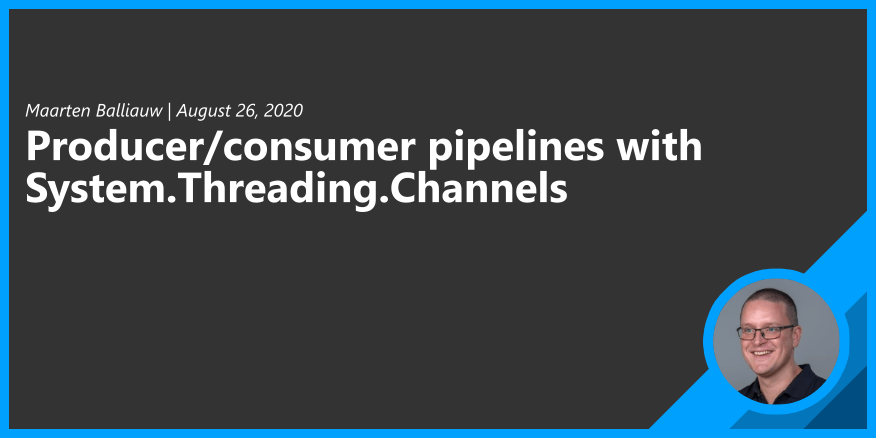 Maarten Balliauw | August 26, 2020
Producer/consumer pipelines with
System.Threading.Channels